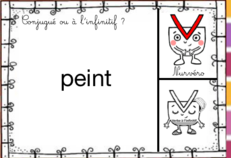 Conjugué ou à l'infinitif ?
peint